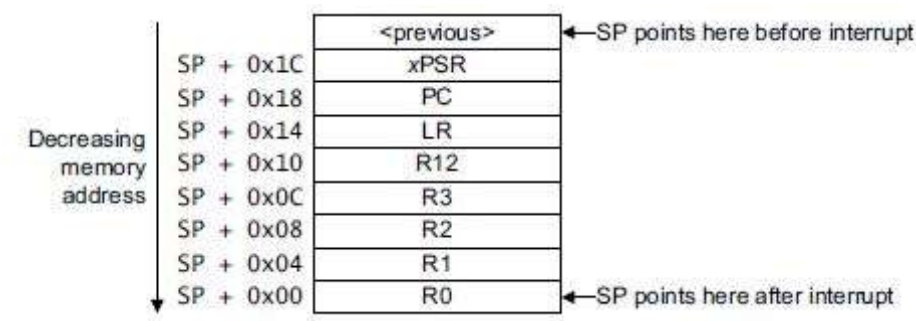 <previous> SP points here before interrupt
SP + 0x1C xPSR
SP + 0x18 PC
SP + 0x14 LR
Decreasing
memory
address
SP + 0x10 R12
SP + 0x0C R3
SP + 0x08 R2
SP + 0x04 R1
SP + 0x00 R0 SP points here after interrupt